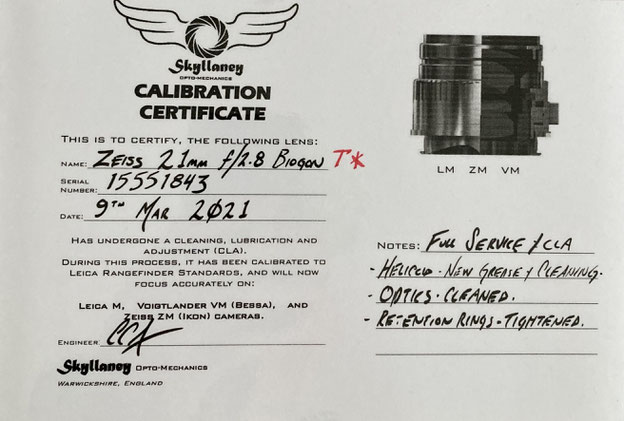 Skyllaney
OPTO-MECHANICS
CALIBRATION
CERTIFICATE
THIS IS TO CERTIFY, THE FOLLOWING LENS:
NAME: ZEISS 21mm f/2.8 BIOGON T*
SERIAL
NUMBER: 15551843
DATE: 9TH MAR 2021
HAS UNDERGONE A CLEANING, LUBRICATION AND
ADJUSTMENT (CLA).
DURING THIS PROCESS, IT HAS BEEN CALIBRATED TO
LEICA RANGEFINDER STANDARDS, AND WILL NOW
FOCUS ACCURATELY ON:
LEICA M, VOIGTLANDER VM (BESSA), AND
ZEISS ZM (IKON) CAMERAS.
ENGINEER
Skyllaney OPTO-MECHANICS
WARWICKSHIRE, ENGLAND
LM ZM VM
NOTES: FULL SERVICE & CLA
- HELICOID - NEW GREASE & CLEANING.
- OPTICS - CLEANED.
- RETENTION RINGS - TIGHTENED.